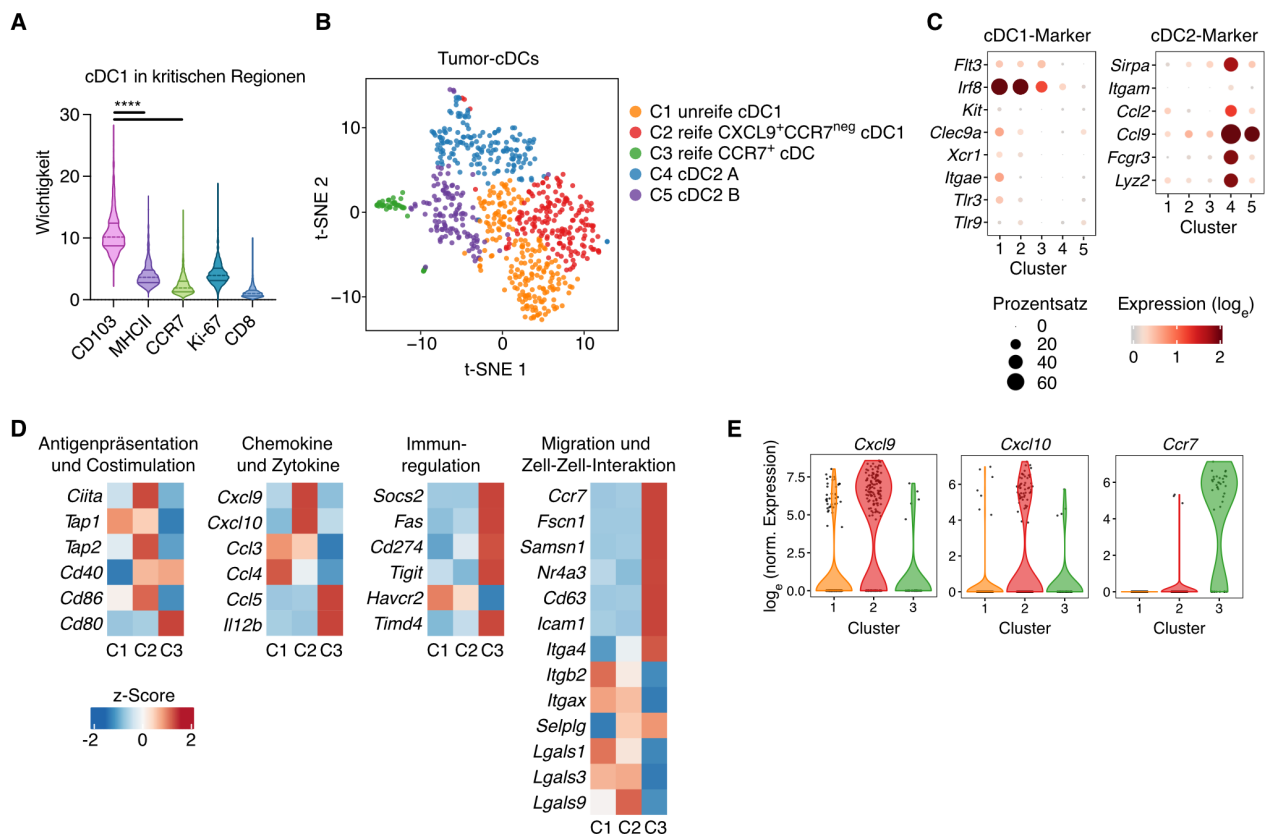 A
cDC1 in kritischen Regionen
****
30
20
10
0
Wichtigkeit
CD103
MHCII
CCR7
Ki-67
CD8
B
Tumor-cDCs
10
0
−10
t-SNE 2
−10 0 10
t-SNE 1
C1 unreife cDC1
C2 reife CXCL9⁺CCR7ⁿᵉᵍ cDC1
C3 reife CCR7⁺ cDC
C4 cDC2 A
C5 cDC2 B
C
cDC1-Marker
Flt3
Irf8
Kit
Clec9a
Xcr1
Itgae
Tlr3
Tlr9
1 2 3 4 5
Cluster
cDC2-Marker
Sirpa
Itgam
Ccl2
Ccl9
Fcgr3
Lyz2
1 2 3 4 5
Cluster
Prozentsatz
0
20
40
60
Expression (logₑ)
0 1 2
D
Antigenpräsentation
und Costimulation
Ciita
Tap1
Tap2
Cd40
Cd86
Cd80
C1 C2 C3
z-Score
-2 0 2
Chemokine
und Zytokine
Cxcl9
Cxcl10
Ccl3
Ccl4
Ccl5
Il12b
C1 C2 C3
Immun-
regulation
Socs2
Fas
Cd274
Tigit
Havcr2
Timd4
C1 C2 C3
Migration und
Zell-Zell-Interaktion
Ccr7
Fscn1
Samsn1
Nr4a3
Cd63
Icam1
Itga4
Itgb2
Itgax
Selplg
Lgals1
Lgals3
Lgals9
C1 C2 C3
E
logₑ (norm. Expression)
Cxcl9
7.5
5.0
2.5
0.0
1 2 3
Cluster
Cxcl10
6
4
2
0
1 2 3
Cluster
Ccr7
6
4
2
0
1 2 3
Cluster